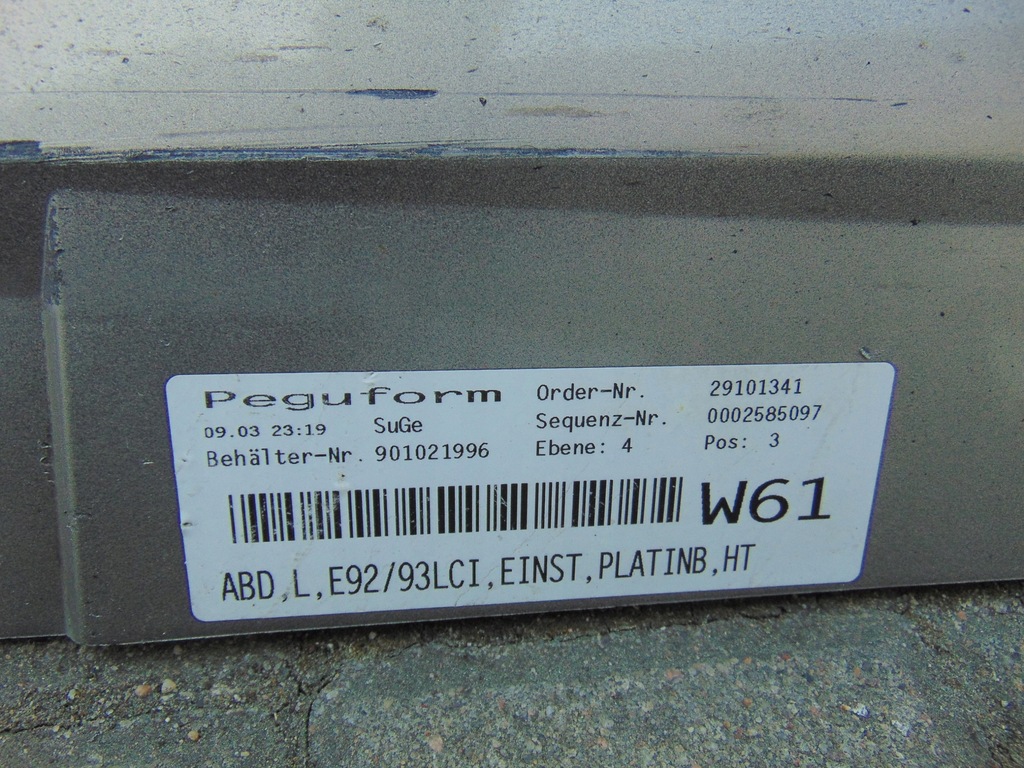 Peguform Order-Nr. 29101341
09.03 23:19 SuGe Sequenz-Nr. 0002585097
Behälter-Nr. 901021996 Ebene: 4 Pos: 3
W61
ABD,L,E92/93LCI,EINST,PLATINB,HT